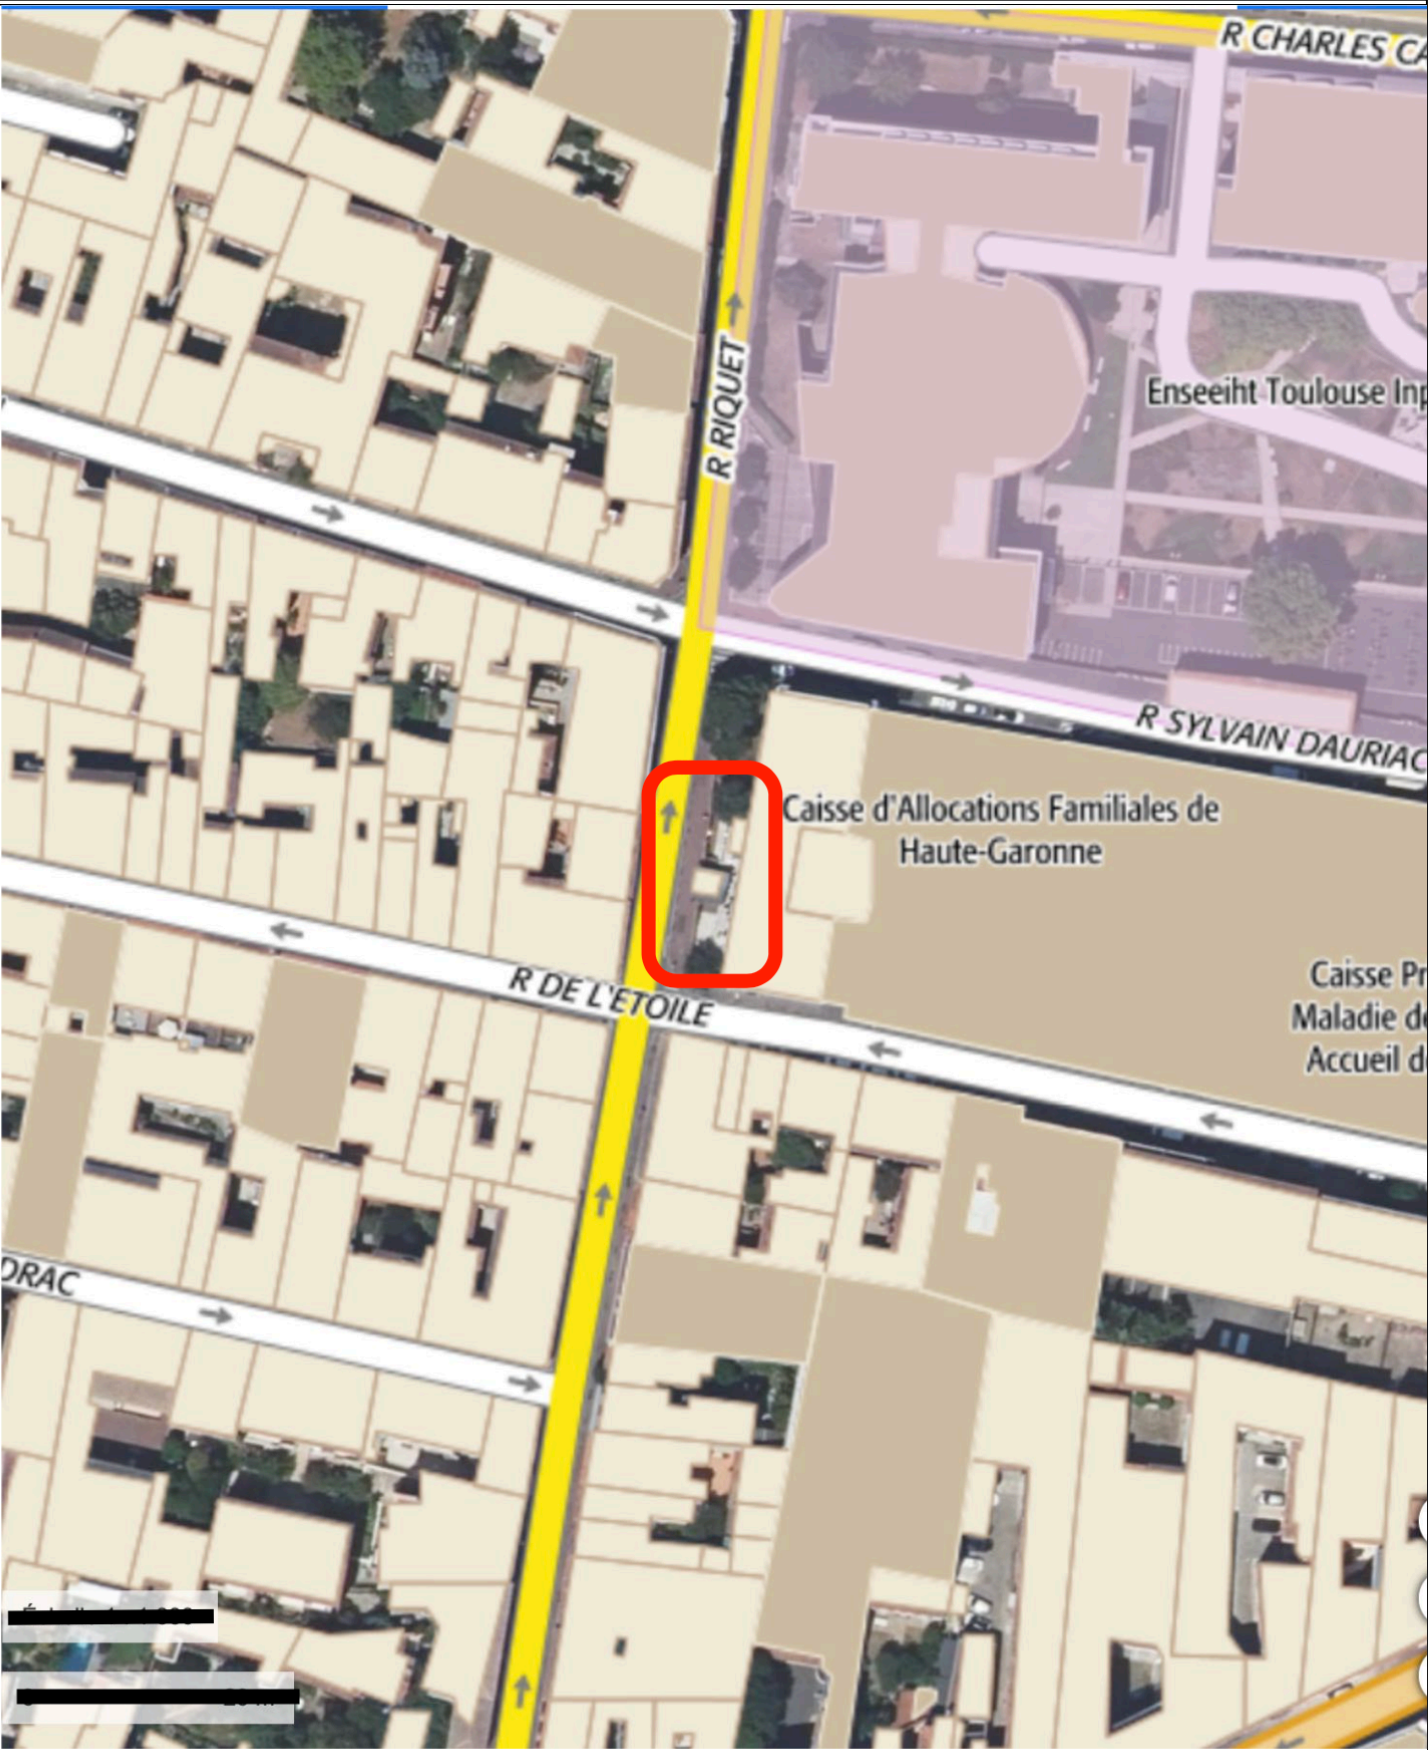 R CHARLES CA
R RIQUET
Enseeiht Toulouse Inp
R SYLVAIN DAURIAC
Caisse d'Allocations Familiales de
Haute-Garonne
Caisse Pr
Maladie de
Accueil d
R DE L'ETOILE
DRAC